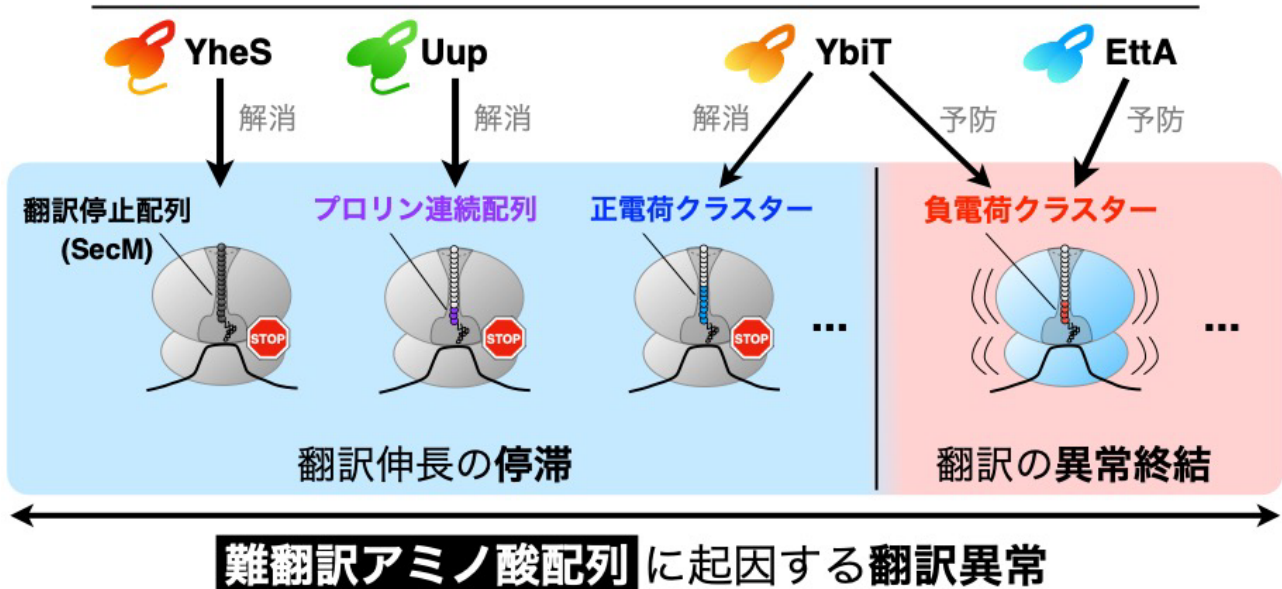 YheS
Uup
YbiT
EttA
解消
解消
解消
予防
予防
翻訳停止配列
(SecM)
プロリン連続配列
正電荷クラスター
負電荷クラスター
STOP
STOP
STOP
...
...
翻訳伸長の停滞
翻訳の異常終結
難翻訳アミノ酸配列に起因する翻訳異常